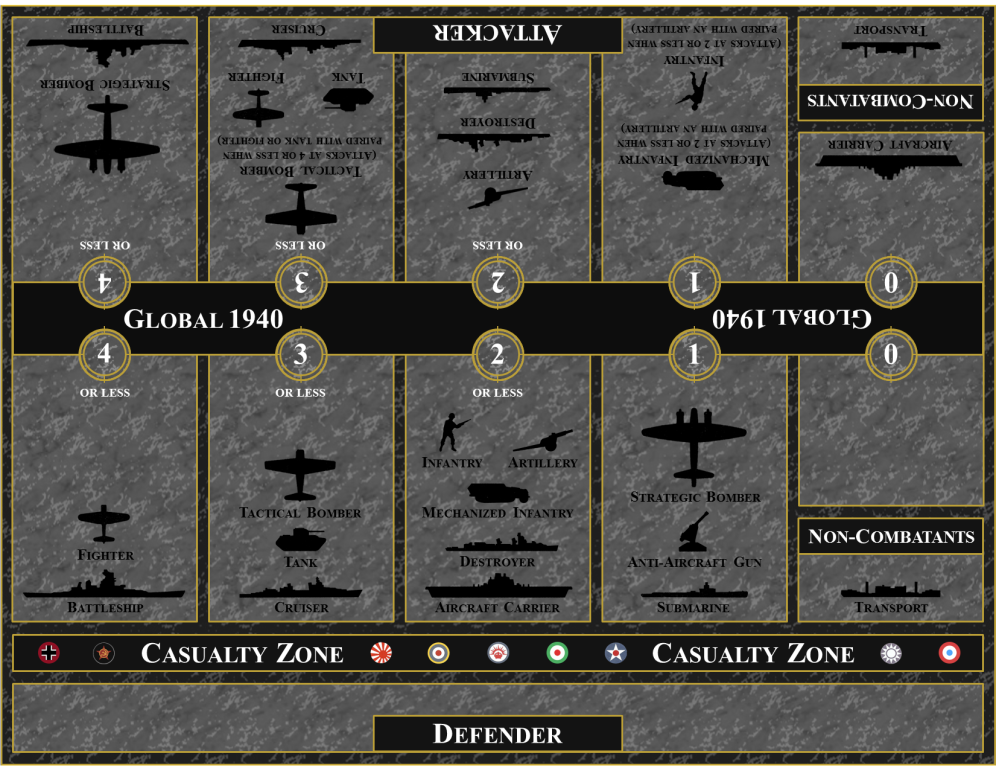 ATTACKER
BATTLESHIP
STRATEGIC BOMBER
OR LESS
4
CRUISER
FIGHTER
TANK
TACTICAL BOMBER
(ATTACKS AT 4 OR LESS WHEN
PAIRED WITH TANK OR FIGHTER)
OR LESS
3
SUBMARINE
DESTROYER
ARTILLERY
OR LESS
2
INFANTRY
(ATTACKS AT 2 OR LESS WHEN
PAIRED WITH AN ARTILLERY)
MECHANIZED INFANTRY
(ATTACKS AT 2 OR LESS WHEN
PAIRED WITH AN ARTILLERY)
1
TRANSPORT
NON-COMBATANTS
AIRCRAFT CARRIER
0
GLOBAL 1940
GLOBAL 1940
4
OR LESS
FIGHTER
BATTLESHIP
3
OR LESS
TACTICAL BOMBER
TANK
CRUISER
2
OR LESS
INFANTRY
ARTILLERY
MECHANIZED INFANTRY
DESTROYER
AIRCRAFT CARRIER
1
STRATEGIC BOMBER
ANTI-AIRCRAFT GUN
SUBMARINE
0
NON-COMBATANTS
TRANSPORT
CASUALTY ZONE
CASUALTY ZONE
DEFENDER